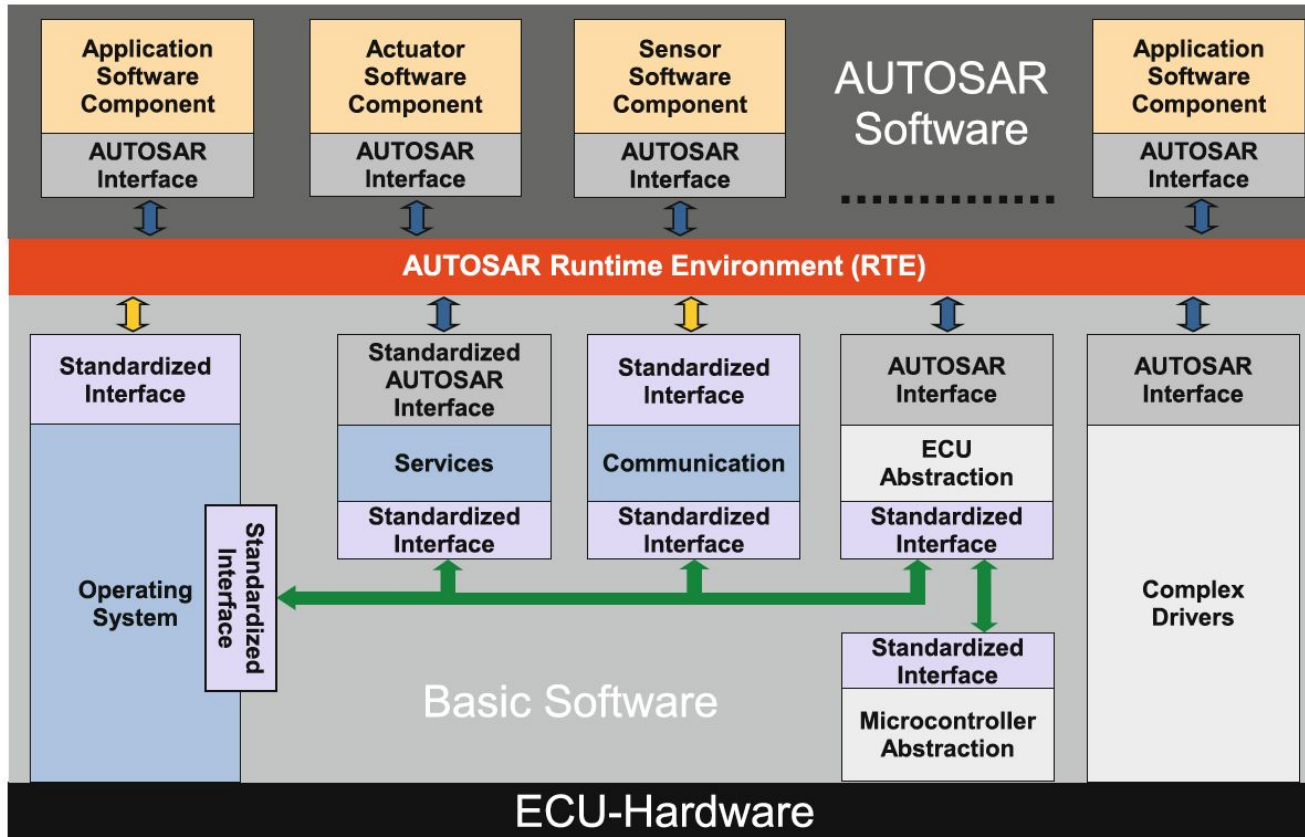 Application
Software
Component
AUTOSAR
Interface
Actuator
Software
Component
AUTOSAR
Interface
Sensor
Software
Component
AUTOSAR
Interface
AUTOSAR
Software
Application
Software
Component
AUTOSAR
Interface
AUTOSAR Runtime Environment (RTE)
Standardized
Interface
Operating
System
Standardized
Interface
Standardized
AUTOSAR
Interface
Services
Standardized
Interface
Standardized
Interface
Communication
Standardized
Interface
AUTOSAR
Interface
ECU
Abstraction
Standardized
Interface
Standardized
Interface
Microcontroller
Abstraction
AUTOSAR
Interface
Complex
Drivers
Basic Software
ECU-Hardware